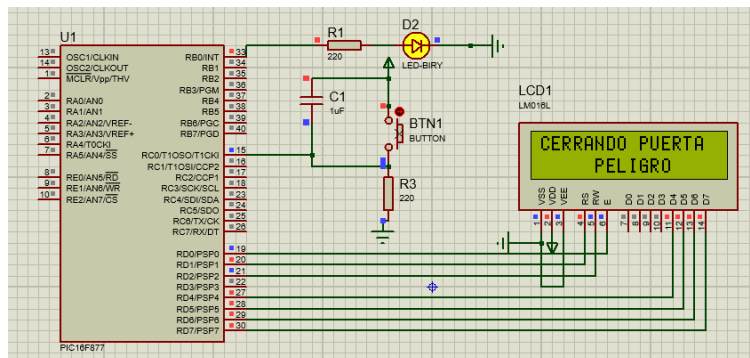 U1
13 OSC1/CLKIN
14 OSC2/CLKOUT
1 MCLR/Vpp/THV
2 RA0/AN0
3 RA1/AN1
4 RA2/AN2/VREF-
5 RA3/AN3/VREF+
6 RA4/T0CKI
7 RA5/AN4/SS
8 RE0/AN5/RD
9 RE1/AN6/WR
10 RE2/AN7/CS
RB0/INT 33
RB1 34
RB2 35
RB3/PGM 36
RB4 37
RB5 38
RB6/PGC 39
RB7/PGD 40
RC0/T1OSO/T1CKI 15
RC1/T1OSI/CCP2 16
RC2/CCP1 17
RC3/SCK/SCL 18
RC4/SDI/SDA 23
RC5/SDO 24
RC6/TX/CK 25
RC7/RX/DT 26
RD0/PSP0 19
RD1/PSP1 20
RD2/PSP2 21
RD3/PSP3 22
RD4/PSP4 27
RD5/PSP5 28
RD6/PSP6 29
RD7/PSP7 30
PIC16F877
R1
220
D2
LED-BIRY
C1
1uF
BTN1
BUTTON
R3
220
LCD1
LM016L
CERRANDO PUERTA
PELIGRO
VSS VDD VEE RS RW E D0 D1 D2 D3 D4 D5 D6 D7
1 2 3 4 5 6 7 8 9 10 11 12 13 14